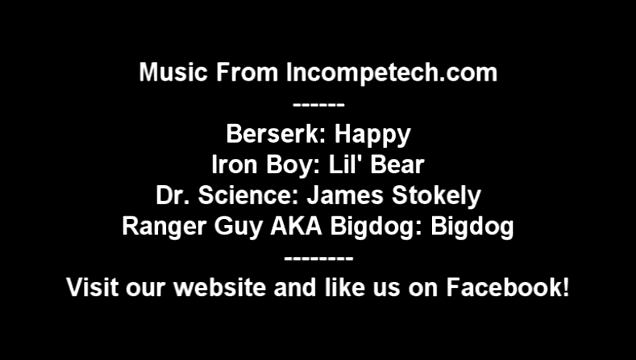 Music From Incompetech.com
------
Berserk: Happy
Iron Boy: Lil' Bear
Dr. Science: James Stokely
Ranger Guy AKA Bigdog: Bigdog
--------
Visit our website and like us on Facebook!